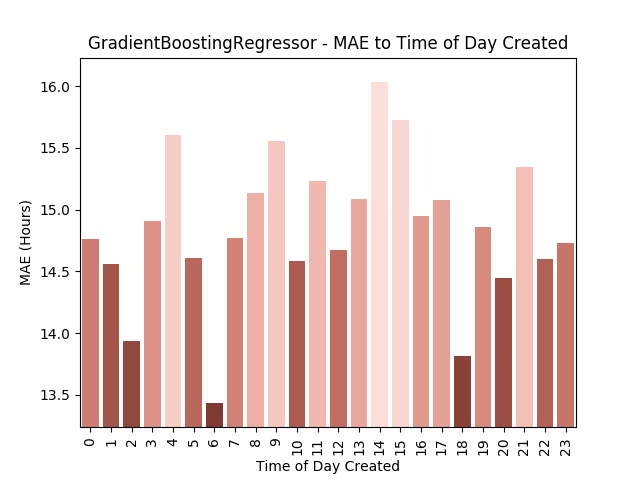 GradientBoostingRegressor - MAE to Time of Day Created
MAE (Hours)
16.0
15.5
15.0
14.5
14.0
13.5
0 1 2 3 4 5 6 7 8 9 10 11 12 13 14 15 16 17 18 19 20 21 22 23
Time of Day Created